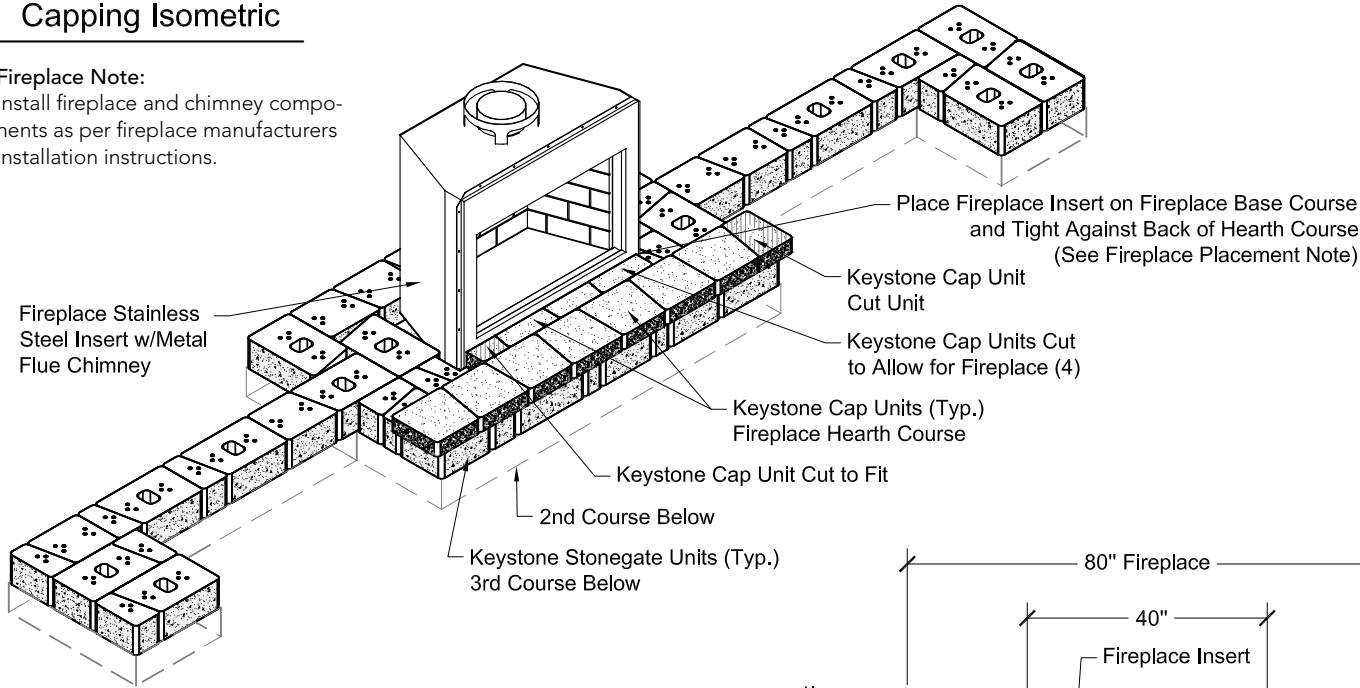 Capping Isometric
Fireplace Note:
nstall fireplace and chimney compo-
nents as per fireplace manufacturers
nstallation instructions.
Place Fireplace Insert on Fireplace Base Course
and Tight Against Back of Hearth Course
(See Fireplace Placement Note)
Keystone Cap Unit
Cut Unit
Fireplace Stainless
Steel Insert w/Metal
Flue Chimney
Keystone Cap Units Cut
to Allow for Fireplace (4)
Keystone Cap Units (Typ.)
Fireplace Hearth Course
Keystone Cap Unit Cut to Fit
2nd Course Below
Keystone Stonegate Units (Typ.)
3rd Course Below
80" Fireplace
40"
Fireplace Insert